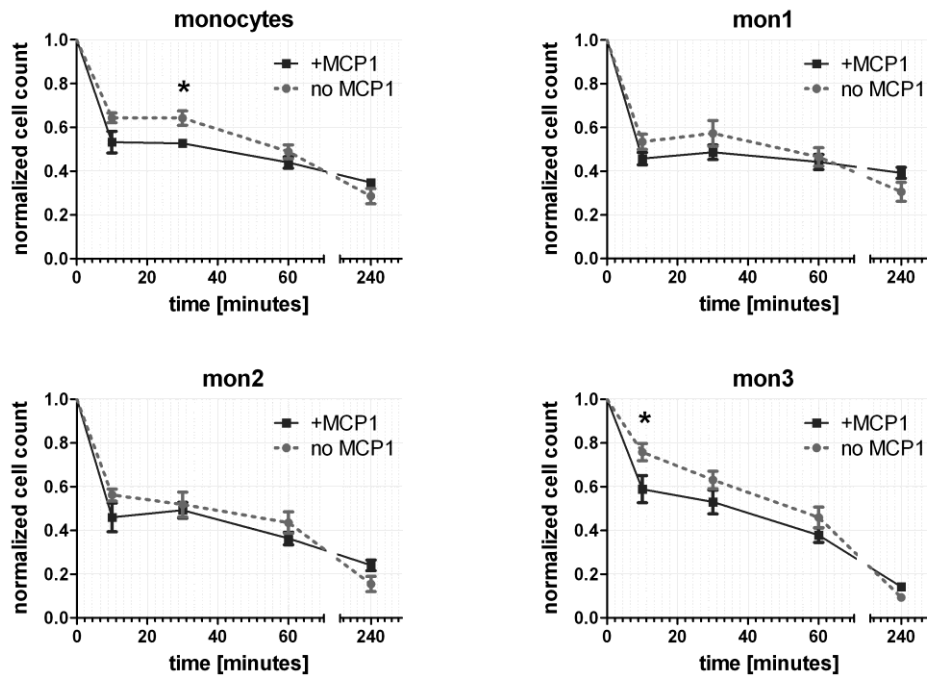 monocytes
1.0
0.8
0.6
0.4
0.2
0.0
normalized cell count
*
+MCP1
no MCP1
0 20 40 60 240
time [minutes]
mon1
1.0
0.8
0.6
0.4
0.2
0.0
normalized cell count
+MCP1
no MCP1
0 20 40 60 240
time [minutes]
mon2
1.0
0.8
0.6
0.4
0.2
0.0
normalized cell count
+MCP1
no MCP1
0 20 40 60 240
time [minutes]
mon3
1.0
0.8
0.6
0.4
0.2
0.0
normalized cell count
*
+MCP1
no MCP1
0 20 40 60 240
time [minutes]